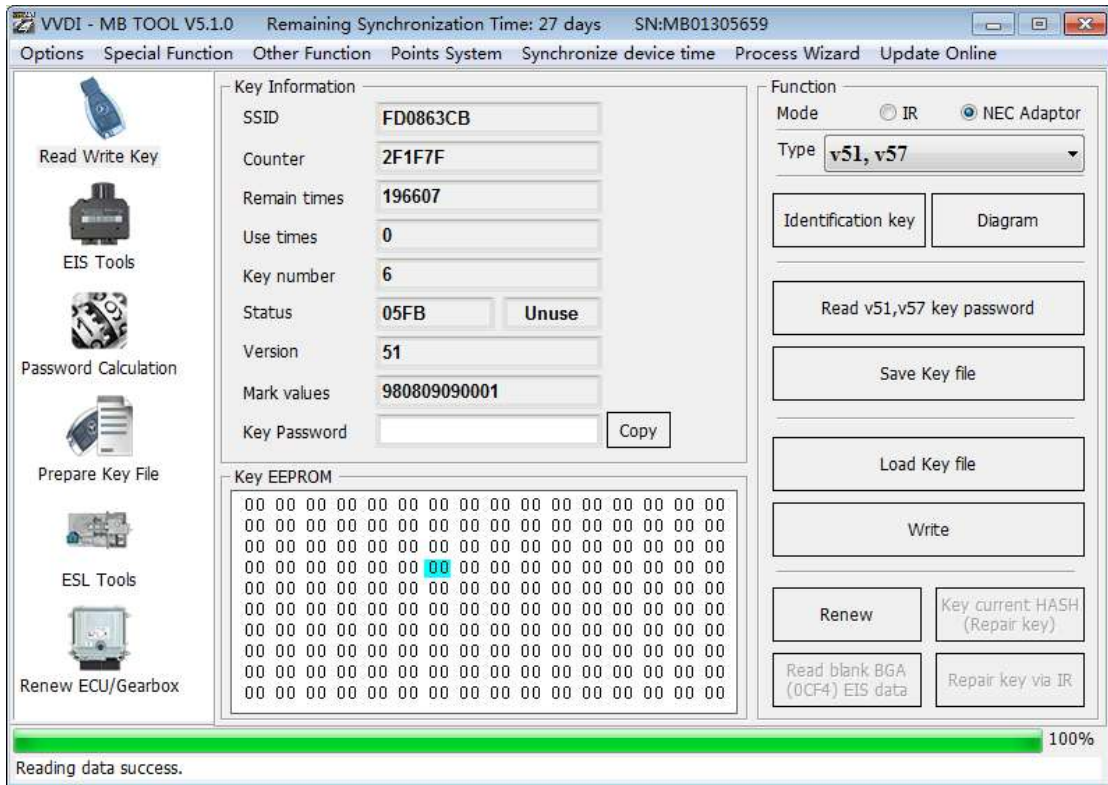 VVDI - MB TOOL V5.1.0 Remaining Synchronization Time: 27 days SN:MB01305659
Options Special Function Other Function Points System Synchronize device time Process Wizard Update Online
Read Write Key
EIS Tools
Password Calculation
Prepare Key File
ESL Tools
Renew ECU/Gearbox
Key Information
SSID FD0863CB
Counter 2F1F7F
Remain times 196607
Use times 0
Key number 6
Status 05FB Unuse
Version 51
Mark values 980809090001
Key Password Copy
Key EEPROM
00 00 00 00 00 00 00 00 00 00 00 00 00 00 00 00
00 00 00 00 00 00 00 00 00 00 00 00 00 00 00 00
00 00 00 00 00 00 00 00 00 00 00 00 00 00 00 00
00 00 00 00 00 00 00 00 00 00 00 00 00 00 00 00
00 00 00 00 00 00 00 00 00 00 00 00 00 00 00 00
00 00 00 00 00 00 00 00 00 00 00 00 00 00 00 00
00 00 00 00 00 00 00 00 00 00 00 00 00 00 00 00
00 00 00 00 00 00 00 00 00 00 00 00 00 00 00 00
00 00 00 00 00 00 00 00 00 00 00 00 00 00 00 00
00 00 00 00 00 00 00 00 00 00 00 00 00 00 00 00
Function
Mode IR NEC Adaptor
Type v51, v57
Identification key Diagram
Read v51,v57 key password
Save Key file
Load Key file
Write
Renew
Key current HASH
(Repair key)
Read blank BGA
(0CF4) EIS data
Repair key via IR
100%
Reading data success.